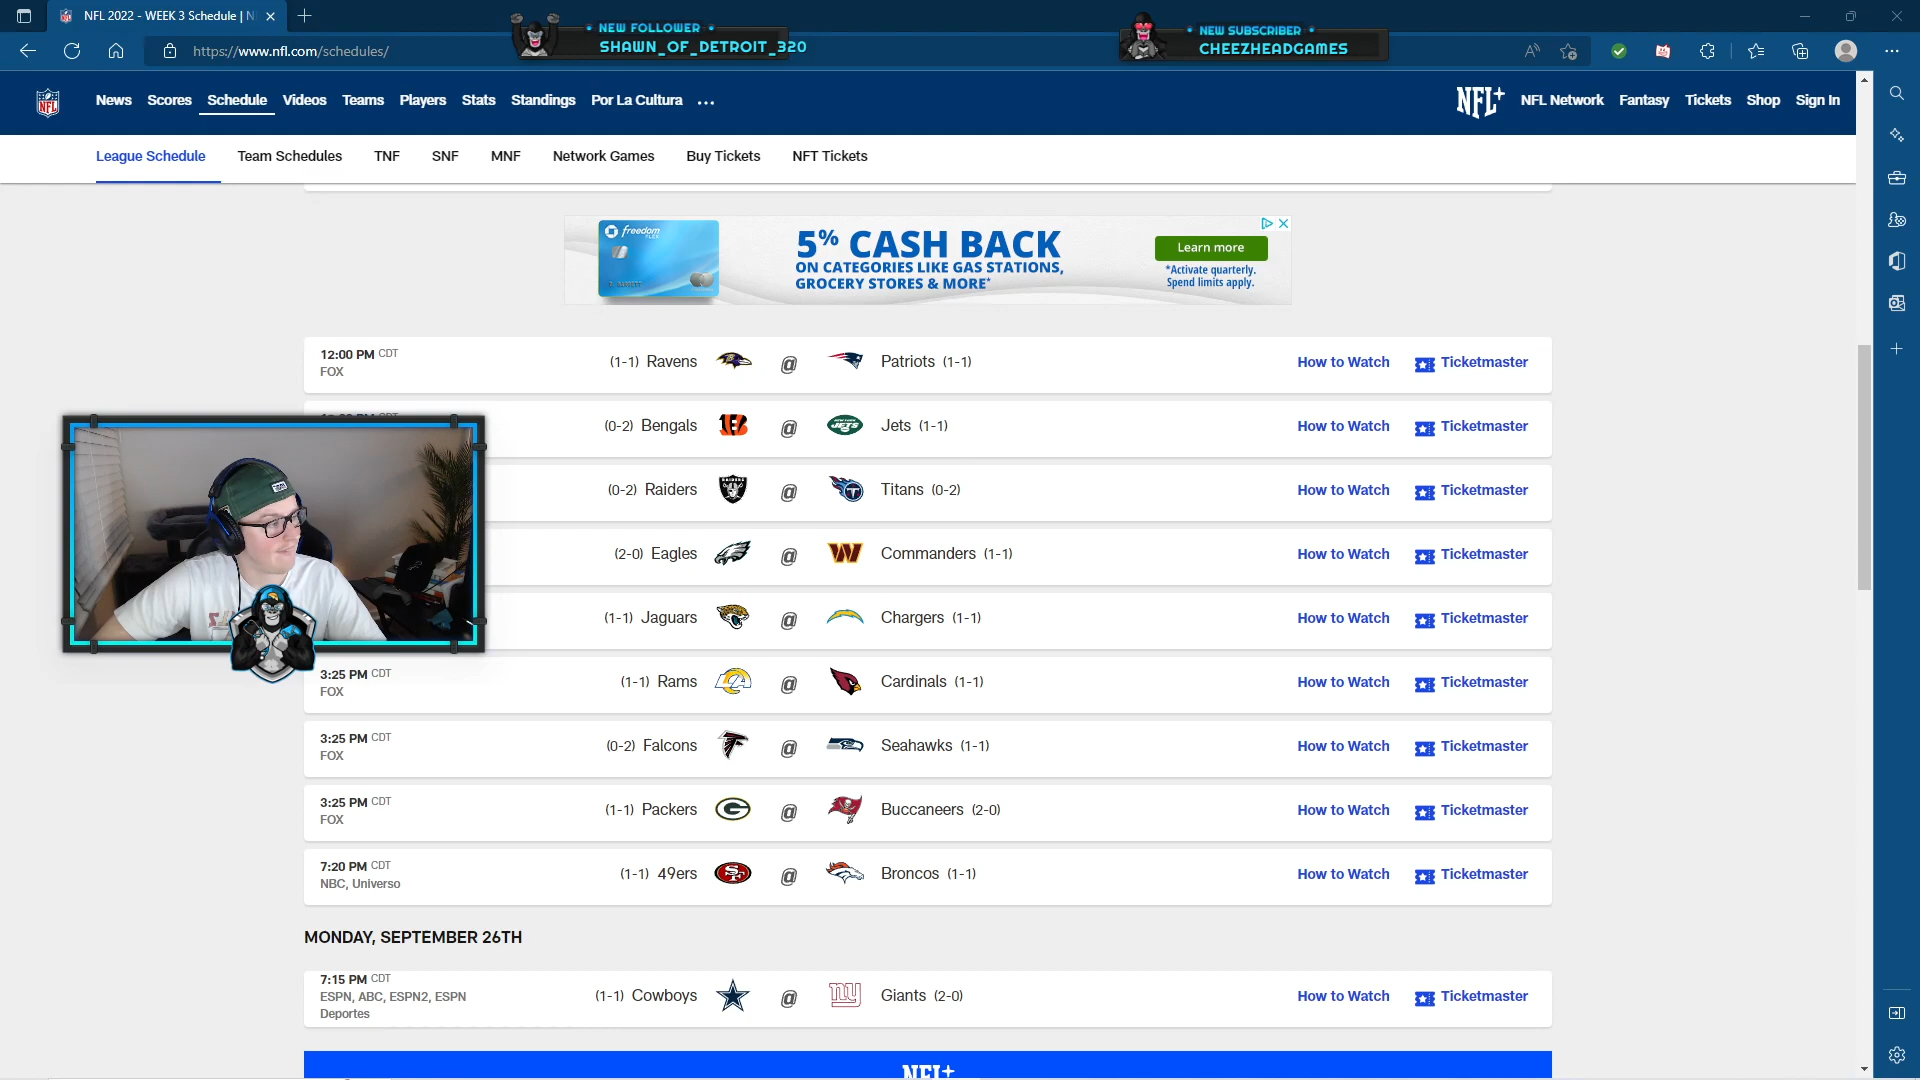 NFL 2022 - WEEK 3 Schedule | N
NEW FOLLOWER
SHAWN_OF_DETROIT_320
NEW SUBSCRIBER
CHEEZHEADGAMES
https://www.nfl.com/schedules/
NFL
News Scores Schedule Videos Teams Players Stats Standings Por La Cultura ...
NFL+ NFL Network Fantasy Tickets Shop Sign In
League Schedule Team Schedules TNF SNF MNF Network Games Buy Tickets NFT Tickets
freedom
FLEX
5% CASH BACK
ON CATEGORIES LIKE GAS STATIONS,
GROCERY STORES & MORE*
Learn more
*Activate quarterly.
Spend limits apply.
12:00 PM CDT
FOX
(1-1) Ravens @ Patriots (1-1) How to Watch Ticketmaster
(0-2) Bengals @ JETS Jets (1-1) How to Watch Ticketmaster
(0-2) Raiders RAIDERS @ Titans (0-2) How to Watch Ticketmaster
(2-0) Eagles @ W Commanders (1-1) How to Watch Ticketmaster
(1-1) Jaguars @ Chargers (1-1) How to Watch Ticketmaster
3:25 PM CDT
FOX
(1-1) Rams @ Cardinals (1-1) How to Watch Ticketmaster
3:25 PM CDT
FOX
(0-2) Falcons @ Seahawks (1-1) How to Watch Ticketmaster
3:25 PM CDT
FOX
(1-1) Packers G @ Buccaneers (2-0) How to Watch Ticketmaster
7:20 PM CDT
NBC, Universo
(1-1) 49ers SF @ Broncos (1-1) How to Watch Ticketmaster
MONDAY, SEPTEMBER 26TH
7:15 PM CDT
ESPN, ABC, ESPN2, ESPN
Deportes
(1-1) Cowboys @ ny Giants (2-0) How to Watch Ticketmaster
NFL+